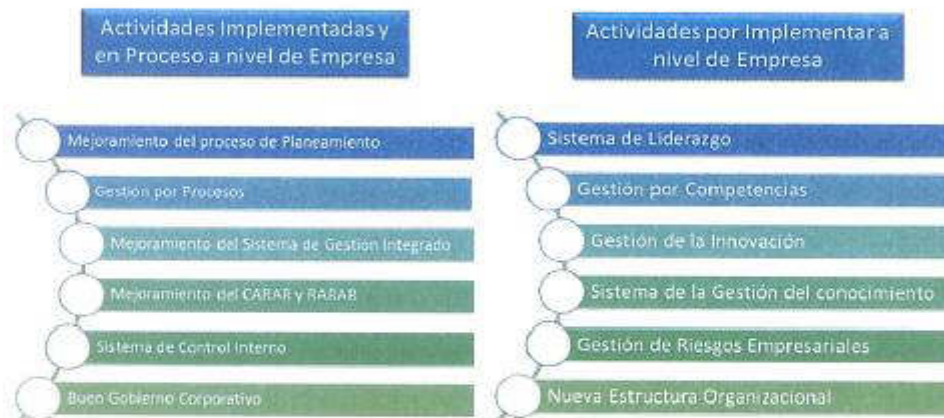 Actividades Implementadas y
en Proceso a nivel de Empresa
Mejoramiento del proceso de Planeamiento
Gestión por Procesos
Mejoramiento del Sistema de Gestión Integrado
Mejoramiento del CARAR y RARAR
Sistema de Control Interno
Buen Gobierno Corporativo
Actividades por Implementar a
nivel de Empresa
Sistema de Liderazgo
Gestión por Competencias
Gestión de la Innovación
Sistema de la Gestión del conocimiento
Gestión de Riesgos Empresariales
Nueva Estructura Organizacional